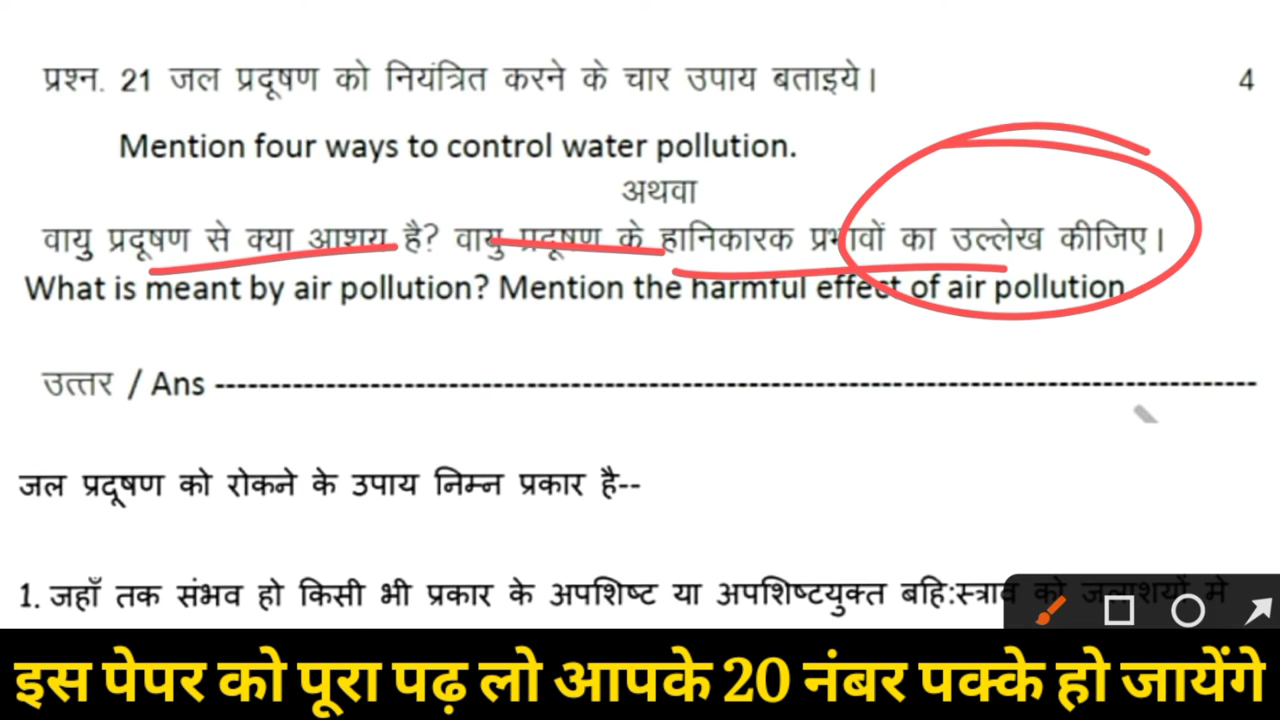 प्रश्न. 21 जल प्रदूषण को नियंत्रित करने के चार उपाय बताइये। 4
Mention four ways to control water pollution.
अथवा
वायु प्रदूषण से क्या आशय है? वायु प्रदूषण के हानिकारक प्रभावों का उल्लेख कीजिए।
What is meant by air pollution? Mention the harmful effect of air pollution
उत्तर / Ans ------------------------------------------------------------
जल प्रदूषण को रोकने के उपाय निम्न प्रकार है--
1. जहाँ तक संभव हो किसी भी प्रकार के अपशिष्ट या अपशिष्टयुक्त बहि:स्त्राव को जलाशयों मे
इस पेपर को पूरा पढ़ लो आपके 20 नंबर पक्के हो जायेंगे